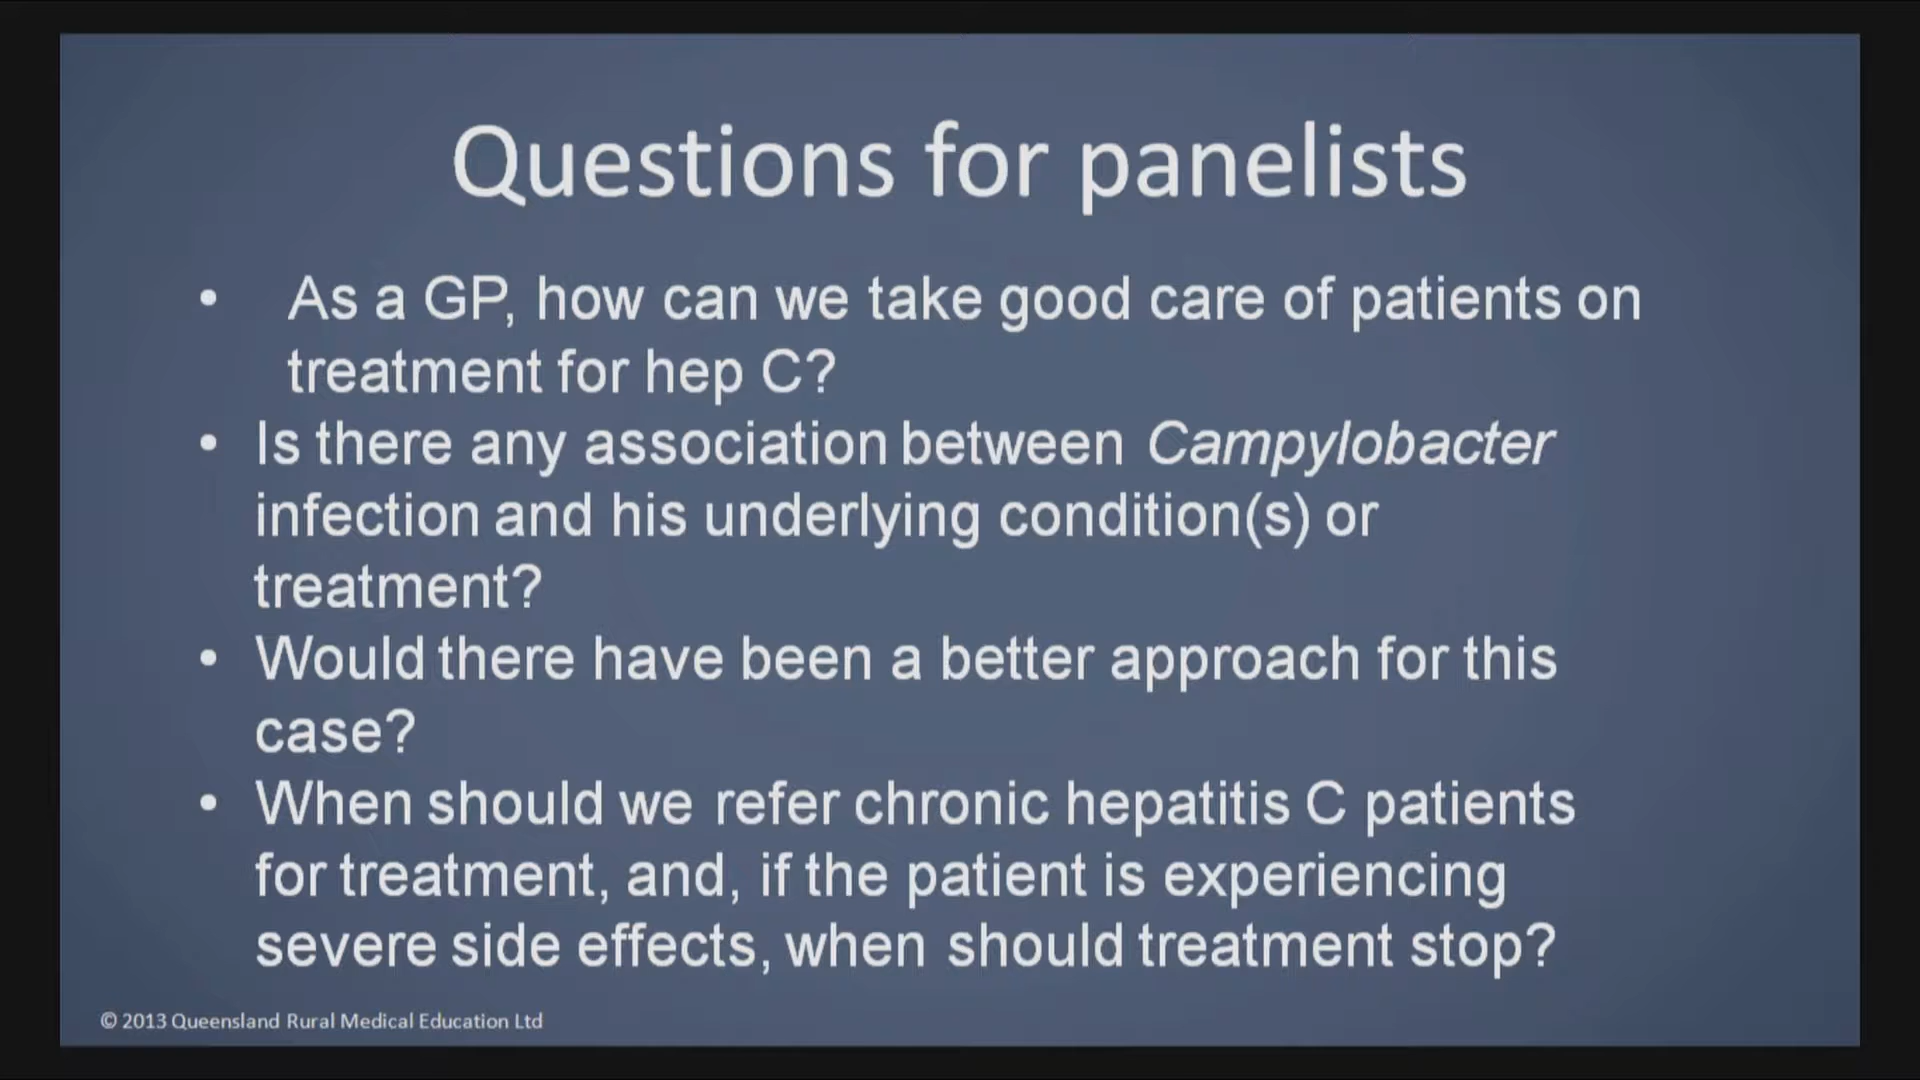 Questions for panelists
• As a GP, how can we take good care of patients on
treatment for hep C?
• Is there any association between Campylobacter
infection and his underlying condition(s) or
treatment?
• Would there have been a better approach for this
case?
• When should we refer chronic hepatitis C patients
for treatment, and, if the patient is experiencing
severe side effects, when should treatment stop?
© 2013 Queensland Rural Medical Education Ltd